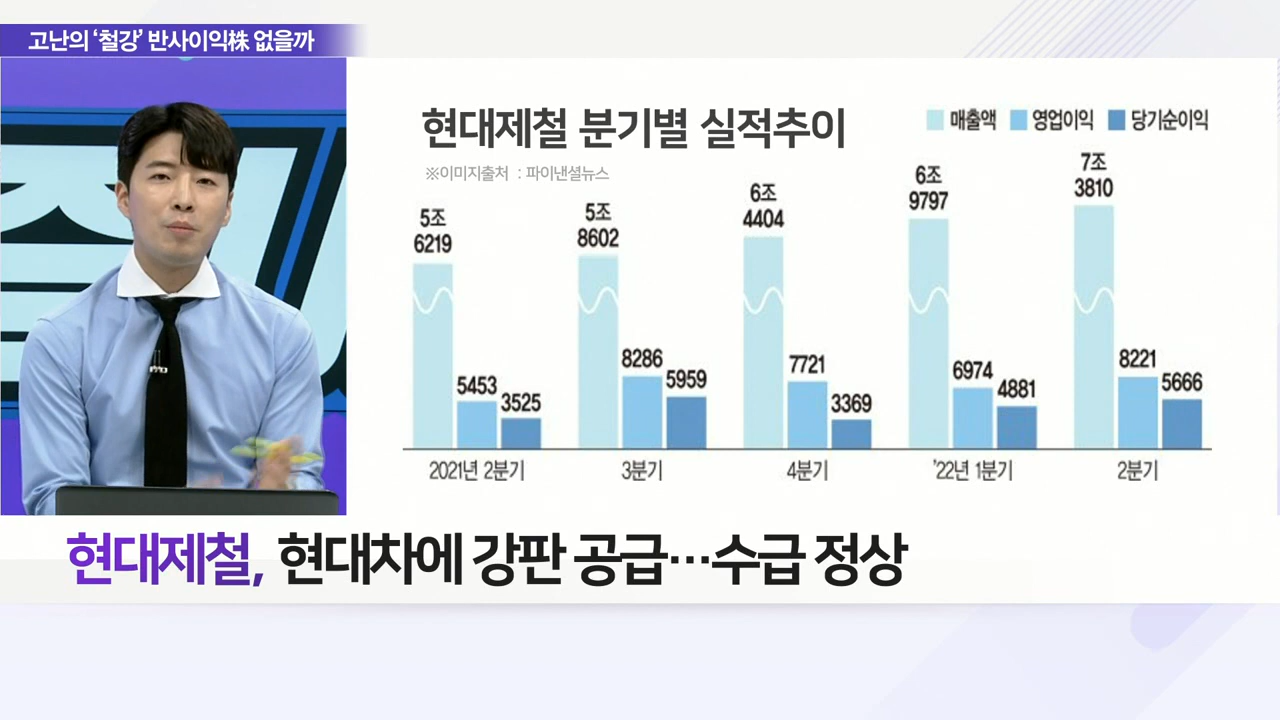 고난의 ‘철강’ 반사이익株 없을까
현대제철 분기별 실적추이
※이미지출처 : 파이낸셜뉴스
매출액 영업이익 당기순이익
5조
6219
5453
3525
5조
8602
8286
5959
6조
4404
7721
3369
6조
9797
6974
4881
7조
3810
8221
5666
2021년 2분기 3분기 4분기 ’22년 1분기 2분기
현대제철, 현대차에 강판 공급…수급 정상